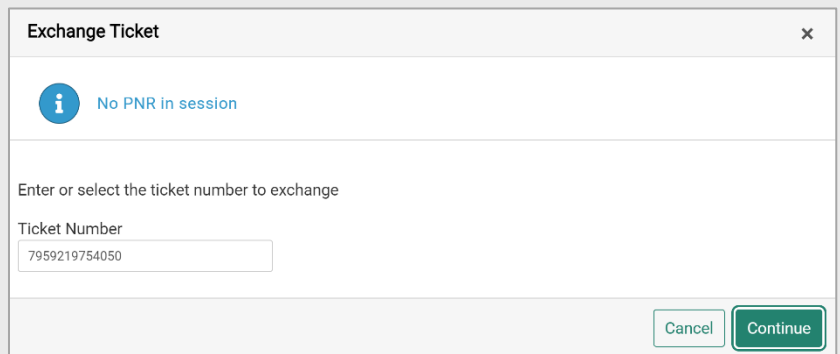 Exchange Ticket
No PNR in session
Enter or select the ticket number to exchange
Ticket Number
7959219754050
Cancel
Continue